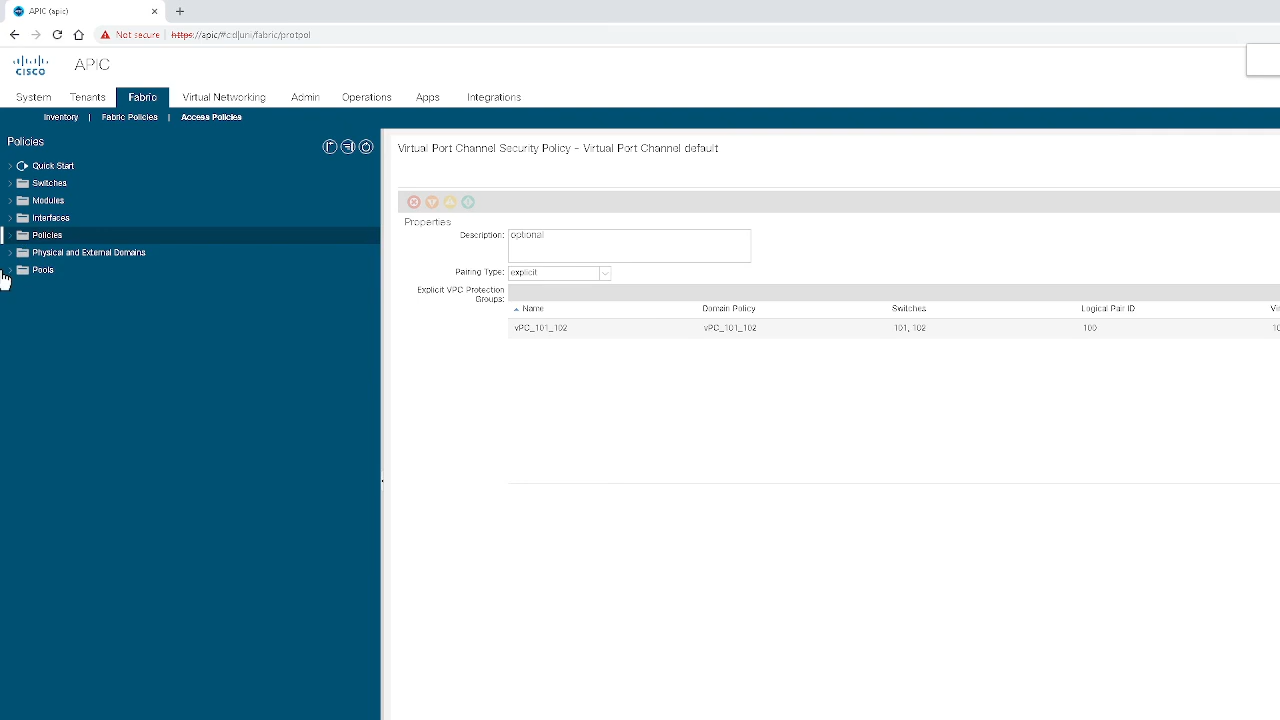 APIC (apic)
Not secure https://apic/#c:d|uni/fabric/protpol
CISCO APIC
System Tenants Fabric Virtual Networking Admin Operations Apps Integrations
Inventory | Fabric Policies | Access Policies
Policies
Quick Start
Switches
Modules
Interfaces
Policies
Physical and External Domains
Pools
Virtual Port Channel Security Policy - Virtual Port Channel default
Properties
Description: optional
Pairing Type: explicit
Explicit VPC Protection
Groups:
Name Domain Policy Switches Logical Pair ID
vPC_101_102 vPC_101_102 101, 102 100